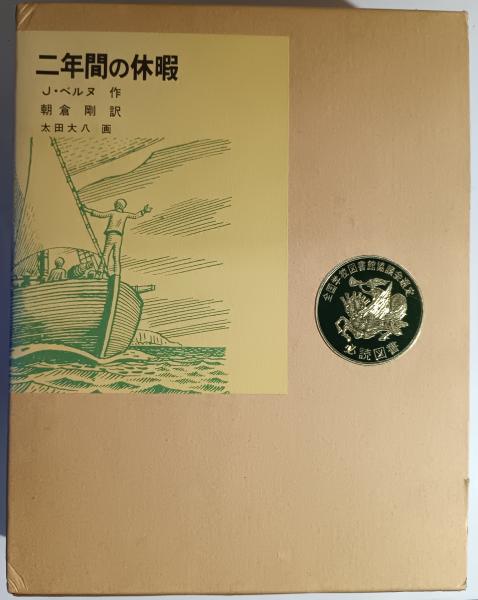 二年間の休暇
J・ベルヌ 作
朝倉 剛 訳
太田大八 画
全国学校図書館協議会選定
必読図書